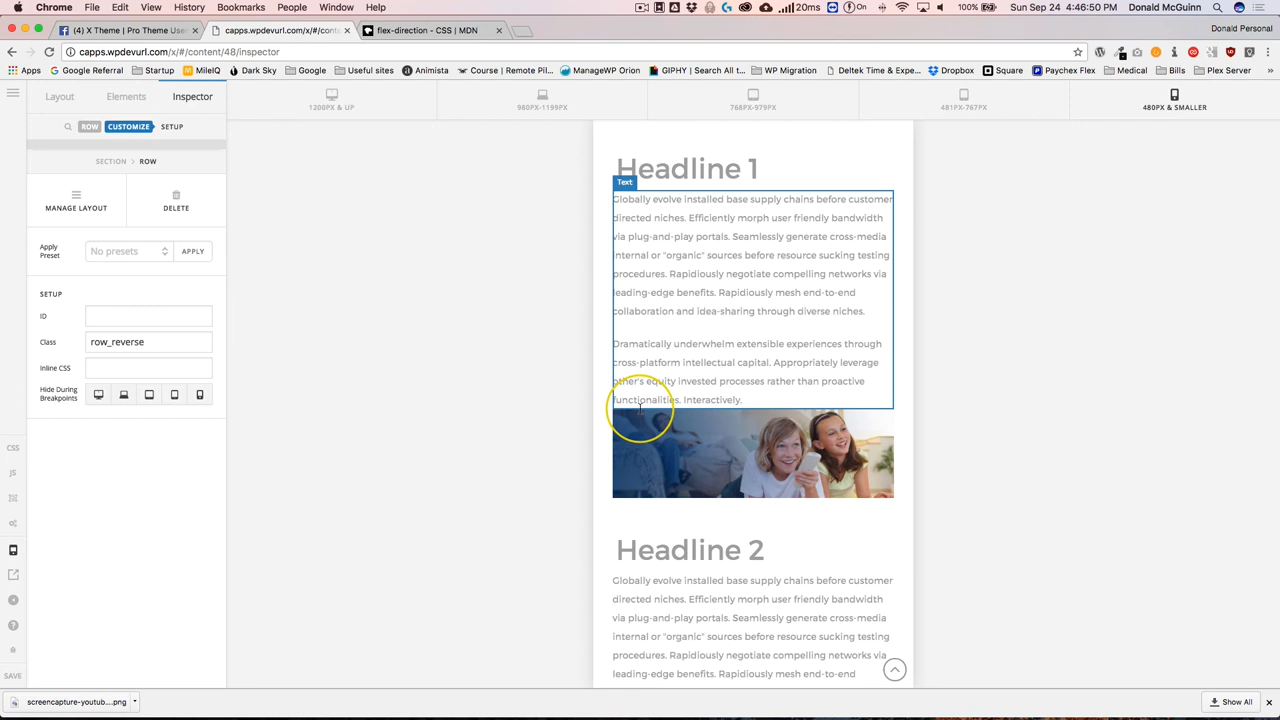 Chrome File Edit View History Bookmarks People Window Help
20ms On 100% Sun Sep 24 4:46:50 PM Donald McGuinn
(4) X Theme | Pro Theme User
capps.wpdevurl.com/x/#/conte
flex-direction - CSS | MDN
Donald Personal
capps.wpdevurl.com/x/#/content/48/inspector
Apps Google Referral Startup MileIQ Dark Sky Google Useful sites Animista Course | Remote Pil... ManageWP Orion GIPHY | Search All t... WP Migration Deltek Time & Expe... Dropbox Square Paychex Flex Medical Bills Plex Server
Layout Elements Inspector
1200PX & UP 980PX-1199PX 768PX-979PX 481PX-767PX 480PX & SMALLER
ROW CUSTOMIZE SETUP
SECTION > ROW
MANAGE LAYOUT DELETE
Apply Preset No presets APPLY
SETUP
ID
Class row_reverse
Inline CSS
Hide During Breakpoints
CSS
JS
SAVE
Headline 1
Text
Globally evolve installed base supply chains before customer
directed niches. Efficiently morph user friendly bandwidth
via plug-and-play portals. Seamlessly generate cross-media
internal or "organic" sources before resource sucking testing
procedures. Rapidiously negotiate compelling networks via
leading-edge benefits. Rapidiously mesh end-to-end
collaboration and idea-sharing through diverse niches.
Dramatically underwhelm extensible experiences through
cross-platform intellectual capital. Appropriately leverage
other's equity invested processes rather than proactive
functionalities. Interactively.
Headline 2
Globally evolve installed base supply chains before customer
directed niches. Efficiently morph user friendly bandwidth
via plug-and-play portals. Seamlessly generate cross-media
internal or "organic" sources before resource sucking testing
procedures. Rapidiously negotiate compelling networks via
leading-edge benefits. Rapidiously mesh end-to-end
screencapture-youtub....png
Show All